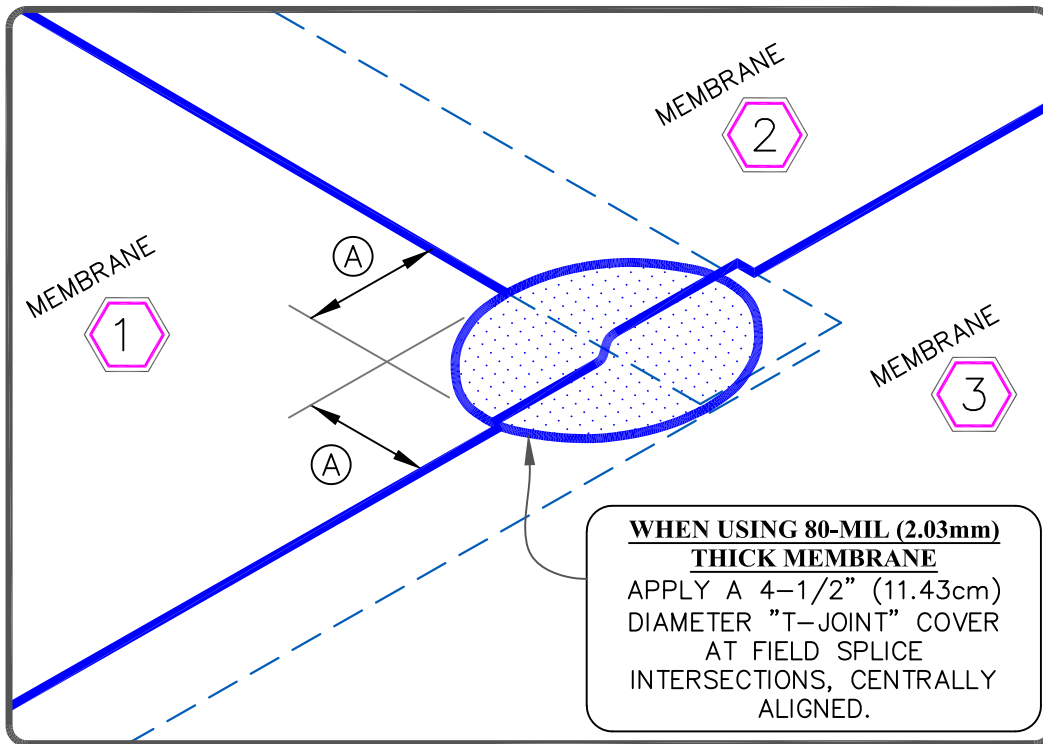 MEMBRANE
2
MEMBRANE
1
A
MEMBRANE
3
A
WHEN USING 80-MIL (2.03mm)
THICK MEMBRANE
APPLY A 4-1/2" (11.43cm)
DIAMETER "T-JOINT" COVER
AT FIELD SPLICE
INTERSECTIONS, CENTRALLY
ALIGNED.